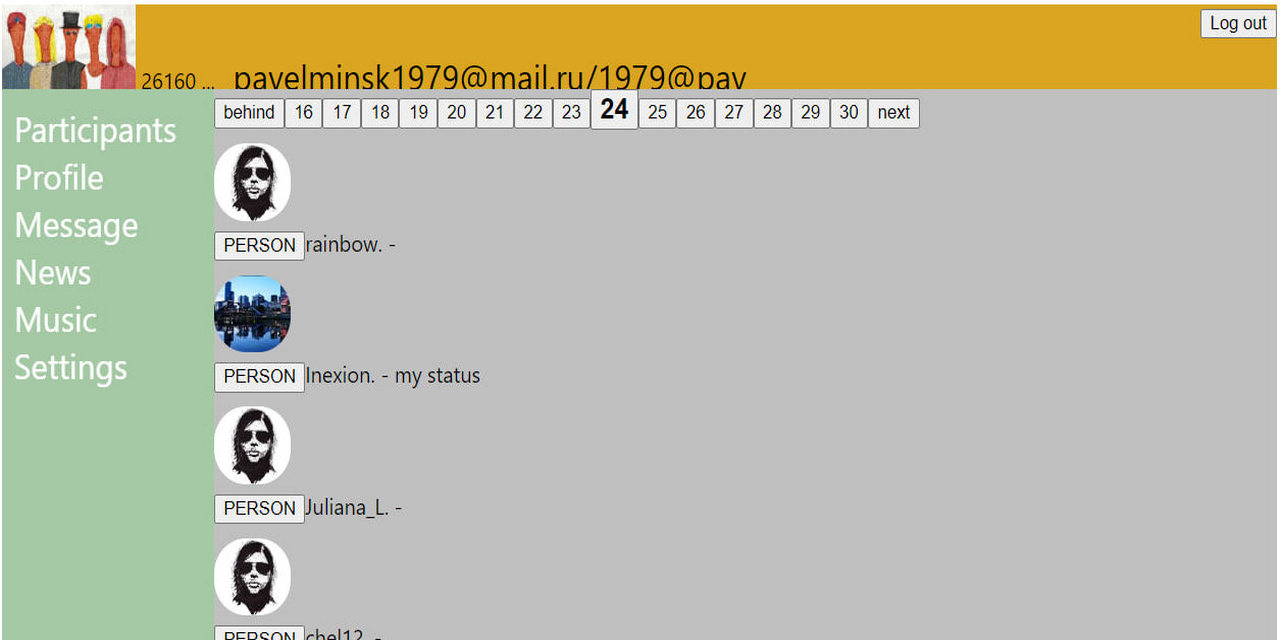 Log out
26160 ... pavelminsk1979@mail.ru/1979@pav
behind 16 17 18 19 20 21 22 23 24 25 26 27 28 29 30 next
Participants
Profile
Message
News
Music
Settings
PERSON rainbow. -
PERSON Inexion. - my status
PERSON Juliana_L. -
PERSON chel12. -